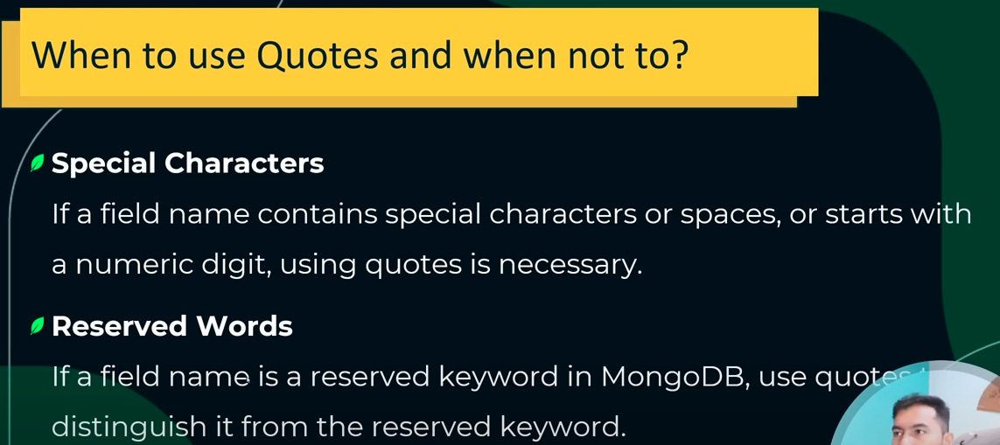 When to use Quotes and when not to?
Special Characters
If a field name contains special characters or spaces, or starts with
a numeric digit, using quotes is necessary.
Reserved Words
If a field name is a reserved keyword in MongoDB, use quotes
distinguish it from the reserved keyword.